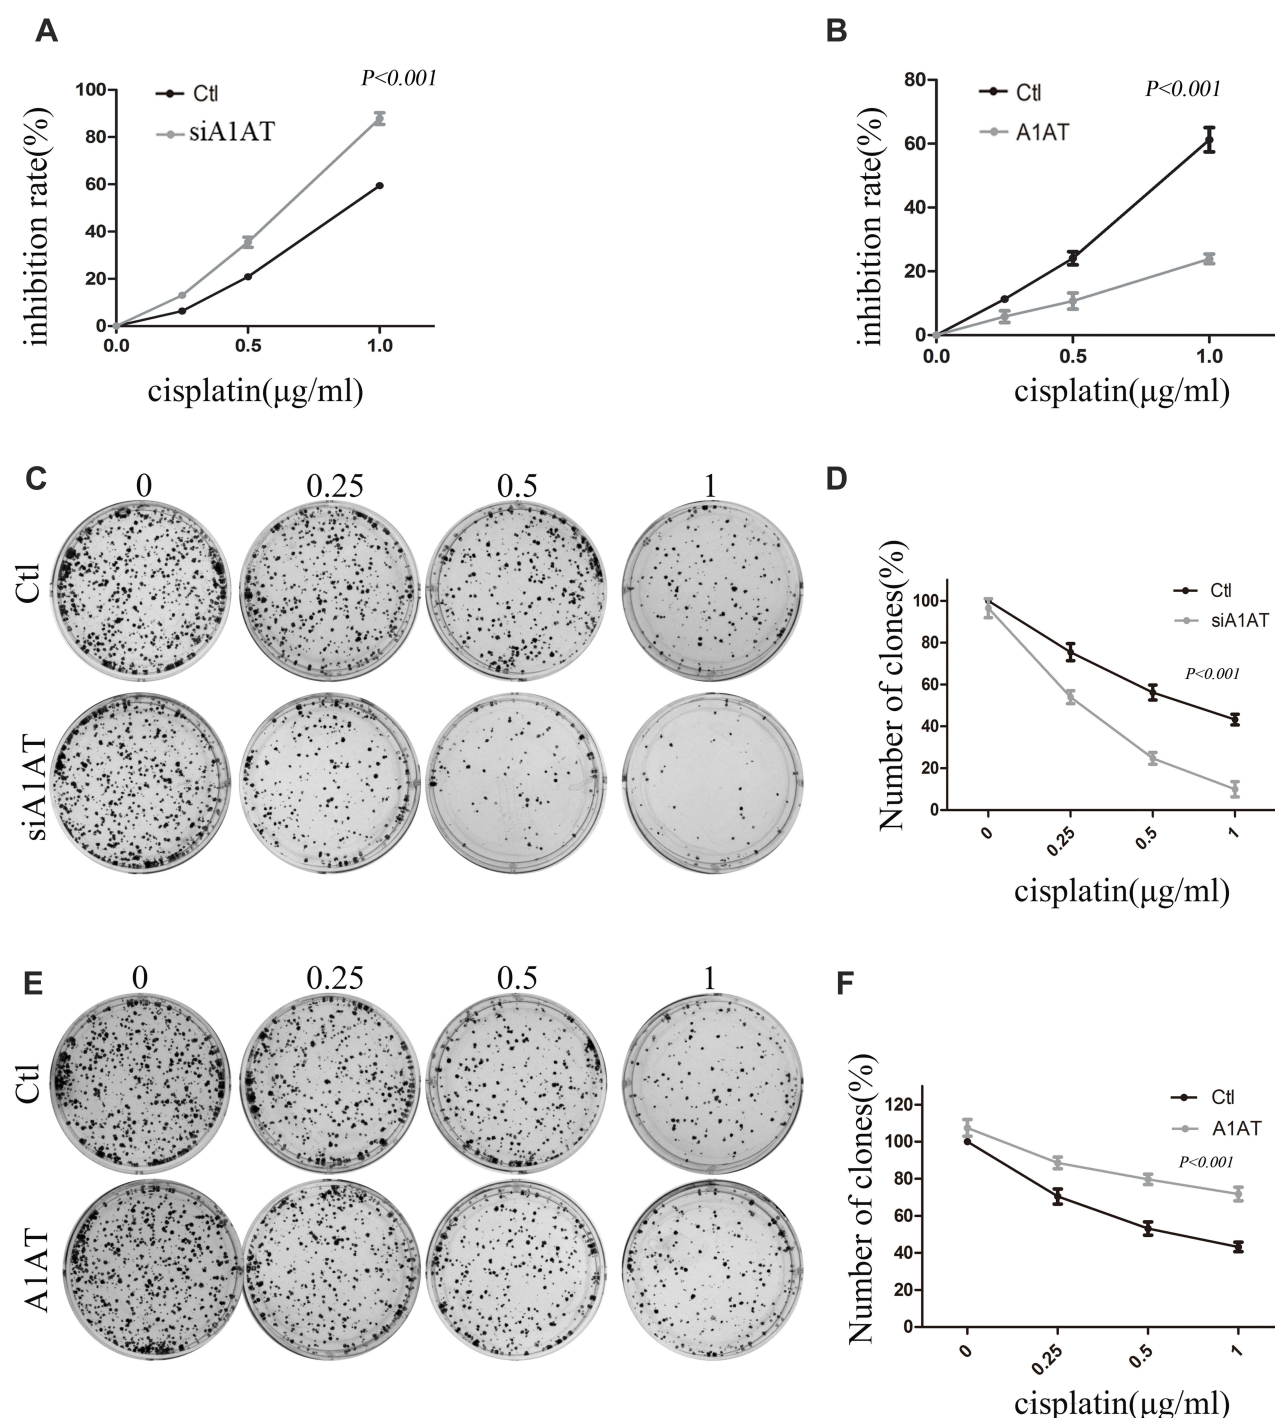 A
P<0.001
Ctl
siA1AT
inhibition rate(%)
100
80
60
40
20
0
0.0
0.5
1.0
cisplatin(μg/ml)
B
P<0.001
Ctl
A1AT
inhibition rate(%)
80
60
40
20
0
0.0
0.5
1.0
cisplatin(μg/ml)
C
0 0.25 0.5 1
Ctl
siA1AT
D
Ctl
siA1AT
P<0.001
Number of clones(%)
100
80
60
40
20
0
0
0.25
0.5
1
cisplatin(μg/ml)
E
0 0.25 0.5 1
Ctl
A1AT
F
Ctl
A1AT
P<0.001
Number of clones(%)
120
100
80
60
40
20
0
0
0.25
0.5
1
cisplatin(μg/ml)